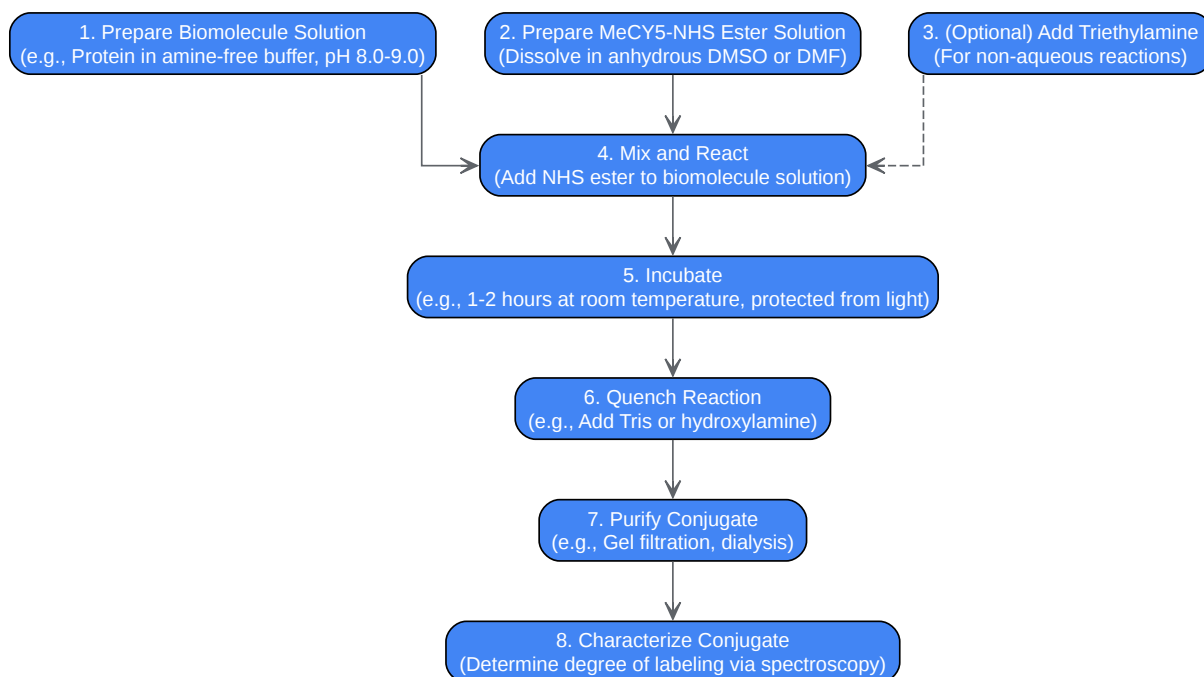 1. Prepare Biomolecule Solution
(e.g., Protein in amine-free buffer, pH 8.0-9.0)
2. Prepare MeCY5-NHS Ester Solution
(Dissolve in anhydrous DMSO or DMF)
3. (Optional) Add Triethylamine
(For non-aqueous reactions)
4. Mix and React
(Add NHS ester to biomolecule solution)
5. Incubate
(e.g., 1-2 hours at room temperature, protected from light)
6. Quench Reaction
(e.g., Add Tris or hydroxylamine)
7. Purify Conjugate
(e.g., Gel filtration, dialysis)
8. Characterize Conjugate
(Determine degree of labeling via spectroscopy)